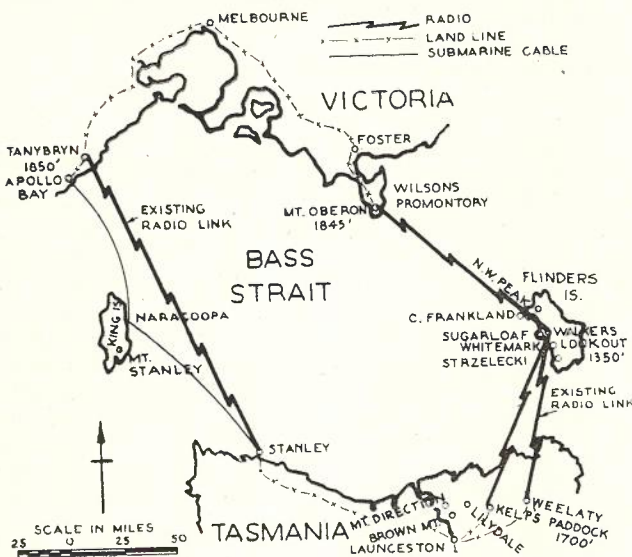 MELBOURNE
RADIO
LAND LINE
SUBMARINE CABLE
VICTORIA
FOSTER
TANYBRYN
1850'
APOLLO
BAY
WILSONS
PROMONTORY
MT. OBERON
1845'
EXISTING
RADIO LINK
BASS
STRAIT
N.W. PEAK
FLINDERS
IS.
C. FRANKLAND
SUGARLOAF
WHITEMARK
STRZELECKI
WALKERS
LOOKOUT
1350'
KING IS.
NARACOOPA
MT.
STANLEY
EXISTING
RADIO LINK
STANLEY
SCALE IN MILES
25 0 25 50
TASMANIA
MT. DIRECTION
BROWN MT.
LAUNCESTON
LILYDALE
KELPS PADDOCK
1700'
WEELATY